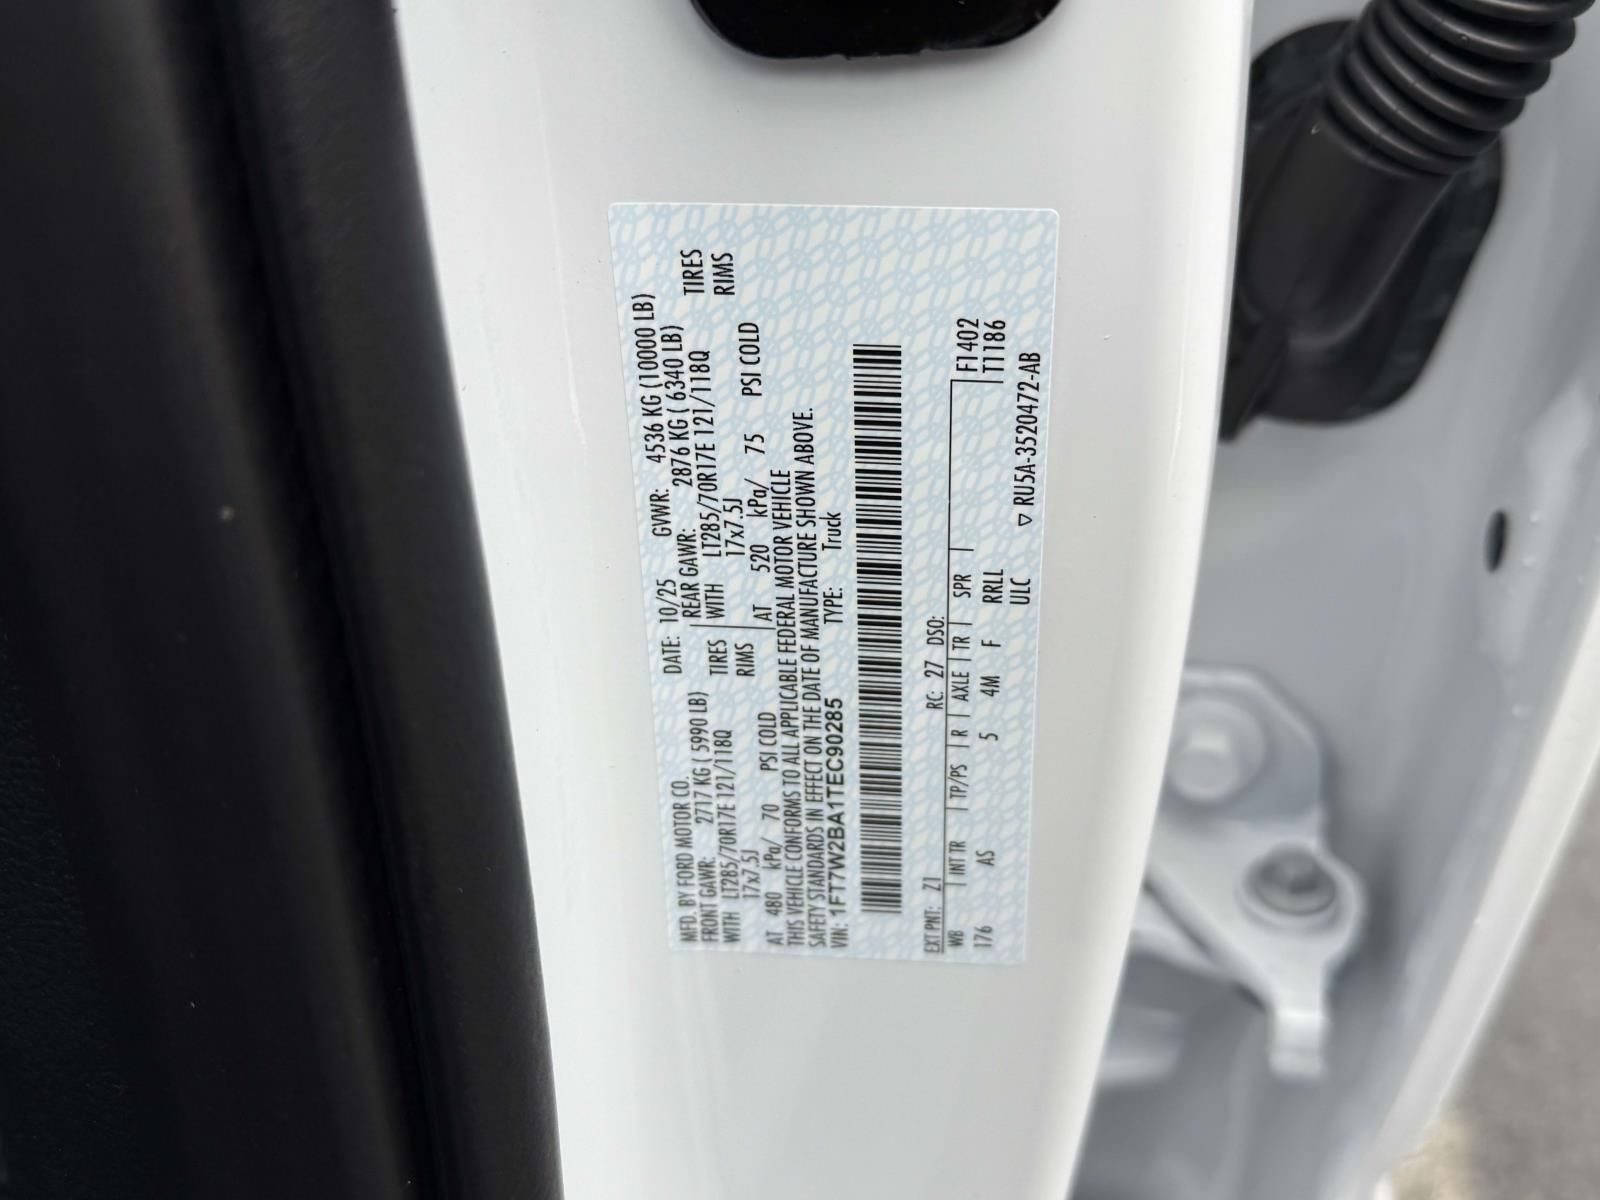 MFD. BY FORD MOTOR CO.
DATE: 10/25 GVWR: 4536 KG (10000 LB)
FRONT GAWR: 2717 KG ( 5990 LB)
REAR GAWR: 2876 KG ( 6340 LB)
WITH LT285/70R17E 121/118Q TIRES
WITH LT285/70R17E 121/118Q TIRES
17x7.5J RIMS
17x7.5J RIMS
AT 480 kPa/ 70 PSI COLD
AT 520 kPa/ 75 PSI COLD
THIS VEHICLE CONFORMS TO ALL APPLICABLE FEDERAL MOTOR VEHICLE
SAFETY STANDARDS IN EFFECT ON THE DATE OF MANUFACTURE SHOWN ABOVE.
VIN: 1FT7W2BA1TEC90285 TYPE: Truck
EXT PNT: Z1 RC: 27 DSO:
WB INT TR TP/PS R AXLE TR SPR F1402
176 AS 5 4M F RRLL T1186
ULC ▽ RU5A-3520472-AB